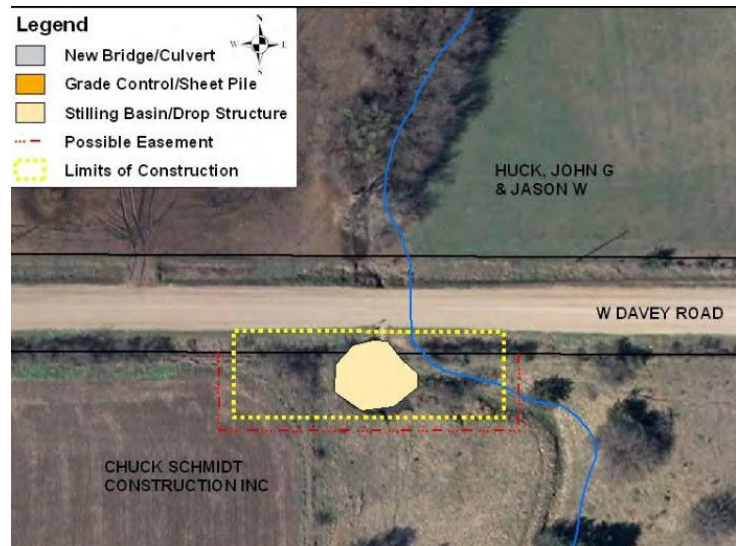 Legend
N
W E
S
New Bridge/Culvert
Grade Control/Sheet Pile
Stilling Basin/Drop Structure
Possible Easement
Limits of Construction
HUCK, JOHN G
& JASON W
W DAVEY ROAD
CHUCK SCHMIDT
CONSTRUCTION INC